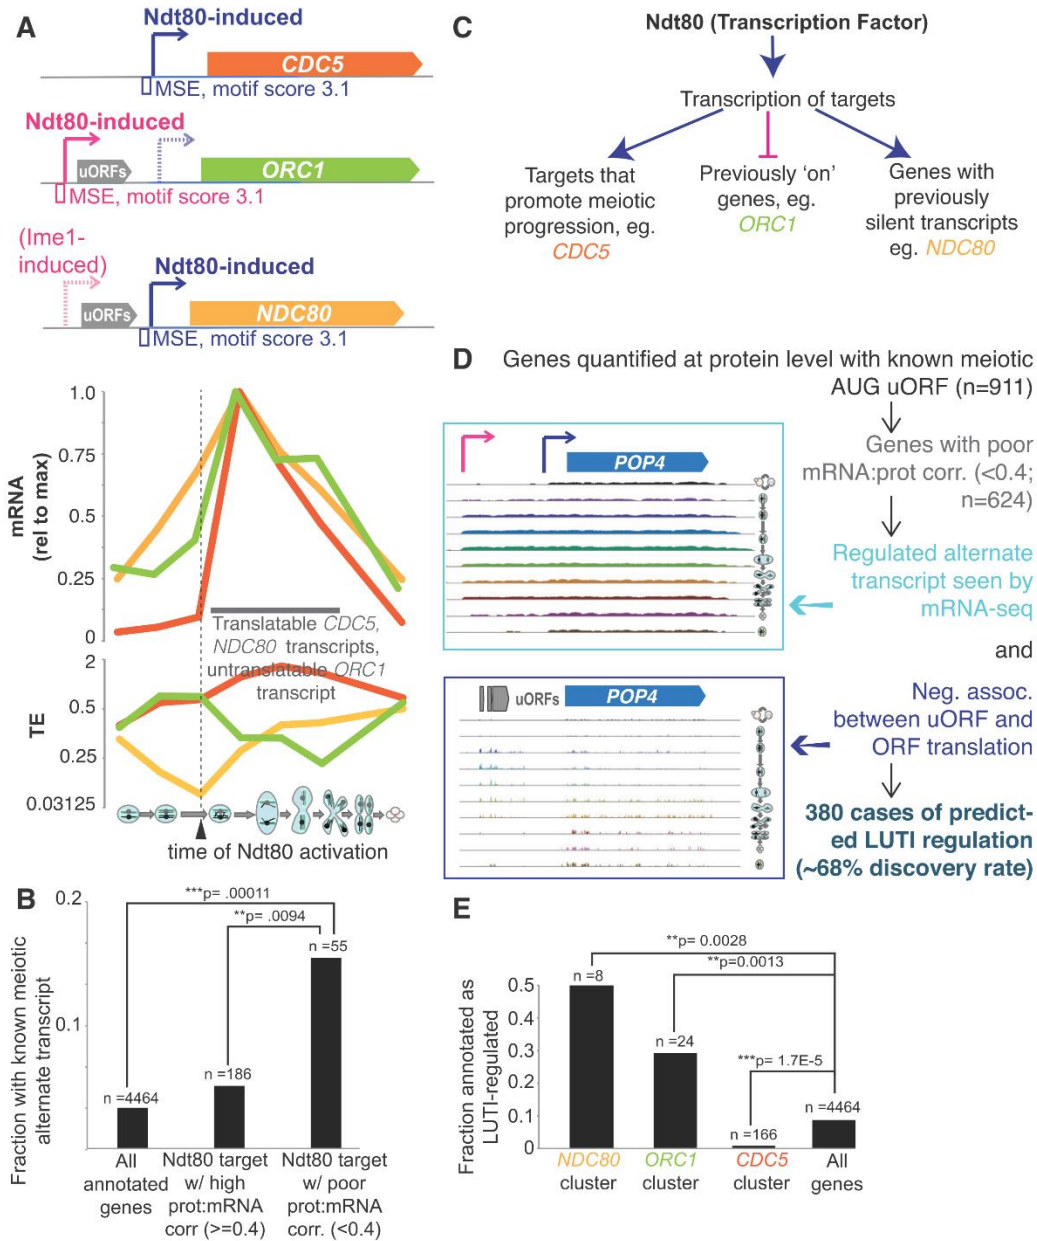 A
Ndt80-induced
CDC5
MSE, motif score 3.1
Ndt80-induced
uORFs
ORC1
MSE, motif score 3.1
(Ime1-
induced)
Ndt80-induced
uORFs
NDC80
MSE, motif score 3.1
mRNA
(rel to max)
1.0
0.75
0.5
0.25
0
Translatable CDC5,
NDC80 transcripts,
untranslatable ORC1
transcript
TE
2
0.5
0.25
0.03125
time of Ndt80 activation
B
Fraction with known meiotic
alternate transcript
0.2
0.1
***p= .00011
**p= .0094
n =55
n =186
n =4464
All
annotated
genes
Ndt80 target
w/ high
prot:mRNA
corr (>=0.4)
Ndt80 target
w/ poor
prot:mRNA
corr. (<0.4)
C
Ndt80 (Transcription Factor)
Transcription of targets
Targets that
promote meiotic
progression, eg.
CDC5
Previously ‘on’
genes, eg.
ORC1
Genes with
previously
silent transcripts
eg. NDC80
D
Genes quantified at protein level with known meiotic
AUG uORF (n=911)
Genes with poor
mRNA:prot corr. (<0.4;
n=624)
Regulated alternate
transcript seen by
mRNA-seq
and
Neg. assoc.
between uORF and
ORF translation
380 cases of predict-
ed LUTI regulation
(~68% discovery rate)
POP4
uORFs
POP4
E
Fraction annotated as
LUTI-regulated
0.5
0.4
0.3
0.2
0.1
0
**p= 0.0028
**p=0.0013
***p= 1.7E-5
n =8
n =24
n =166
n =4464
NDC80
cluster
ORC1
cluster
CDC5
cluster
All
genes